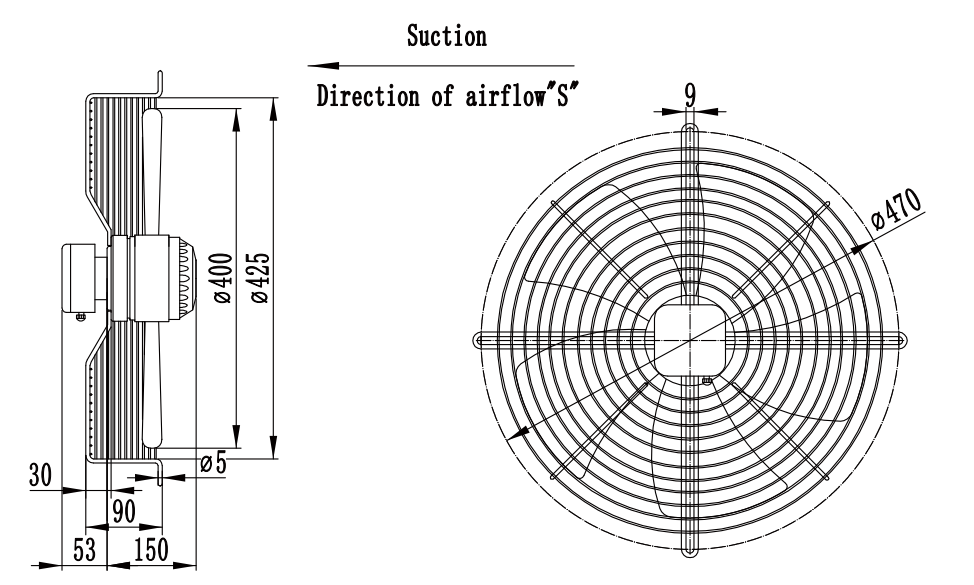 Suction
Direction of airflow"S"
9
ø470
ø400
ø425
ø5
30
90
53
150